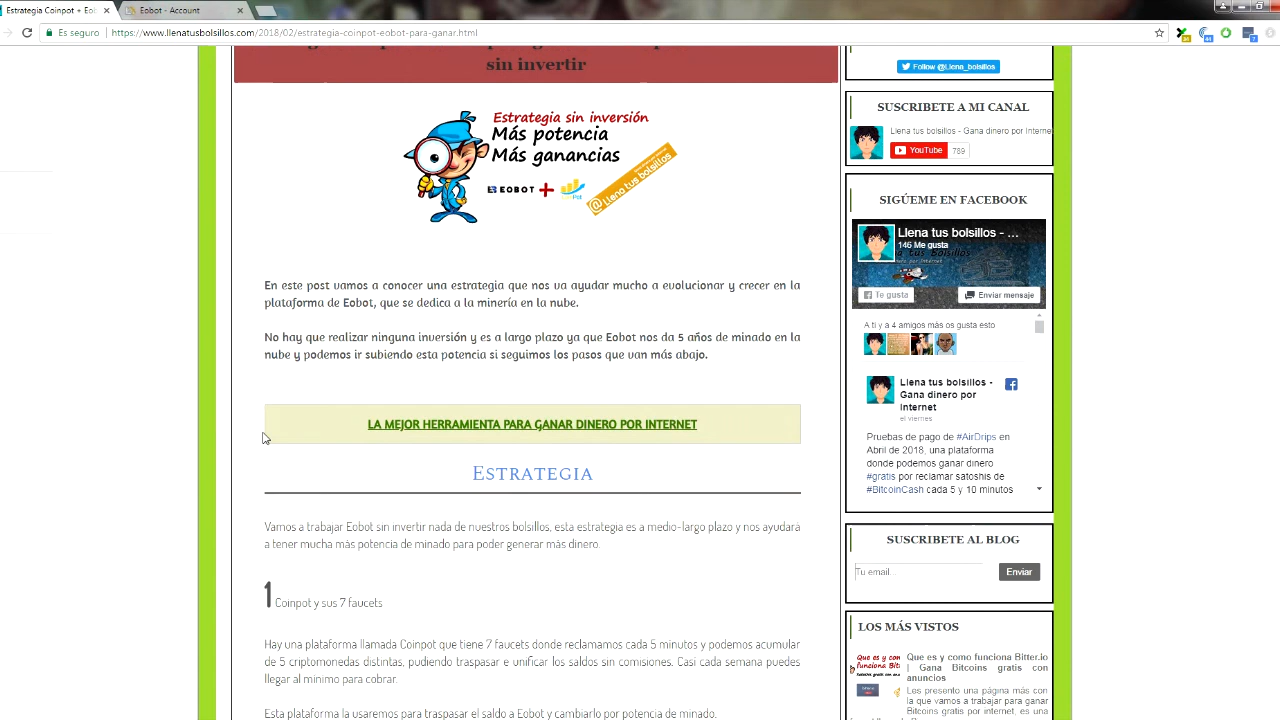 Estrategia Coinpot + Eob
Eobot - Account
Es seguro
https://www.llenatusbolsillos.com/2018/02/estrategia-coinpot-eobot-para-ganar.html
sin invertir
Estrategia sin inversión
Más potencia
Más ganancias
EOBOT
@Llena tus bolsillos
En este post vamos a conocer una estrategia que nos va ayudar mucho a evolucionar y crecer en la
plataforma de Eobot, que se dedica a la minería en la nube.
No hay que realizar ninguna inversión y es a largo plazo ya que Eobot nos da 5 años de minado en la
nube y podemos ir subiendo esta potencia si seguimos los pasos que van más abajo.
LA MEJOR HERRAMIENTA PARA GANAR DINERO POR INTERNET
ESTRATEGIA
Vamos a trabajar Eobot sin invertir nada de nuestros bolsillos, esta estrategia es a medio-largo plazo y nos ayudará
a tener mucha más potencia de minado para poder generar más dinero.
1 Coinpot y sus 7 faucets
Hay una plataforma llamada Coinpot que tiene 7 faucets donde reclamamos cada 5 minutos y podemos acumular
de 5 criptomonedas distintas, pudiendo traspasar e unificar los saldos sin comisiones. Casi cada semana puedes
llegar al mínimo para cobrar.
Esta plataforma la usaremos para traspasar el saldo a Eobot y cambiarlo por potencia de minado.
Follow @Llena_bolsillos
SUSCRIBETE A MI CANAL
Llena tus bolsillos - Gana dinero por Interne
YouTube
789
SIGÚEME EN FACEBOOK
Llena tus bolsillos - ...
146 Me gusta
Te gusta
Enviar mensaje
A ti y a 4 amigos más os gusta esto
Llena tus bolsillos -
Gana dinero por
Internet
el viernes
Pruebas de pago de #AirDrips en
Abril de 2018, una plataforma
donde podemos ganar dinero
#gratis por reclamar satoshis de
#BitcoinCash cada 5 y 10 minutos
SUSCRIBETE AL BLOG
Tu email...
Enviar
LOS MÁS VISTOS
Que es y como funciona Bitter.io
| Gana Bitcoins gratis con
anuncios
Les presento una página más con
la que vamos a trabajar para ganar
Bitcoins gratis por internet, es una